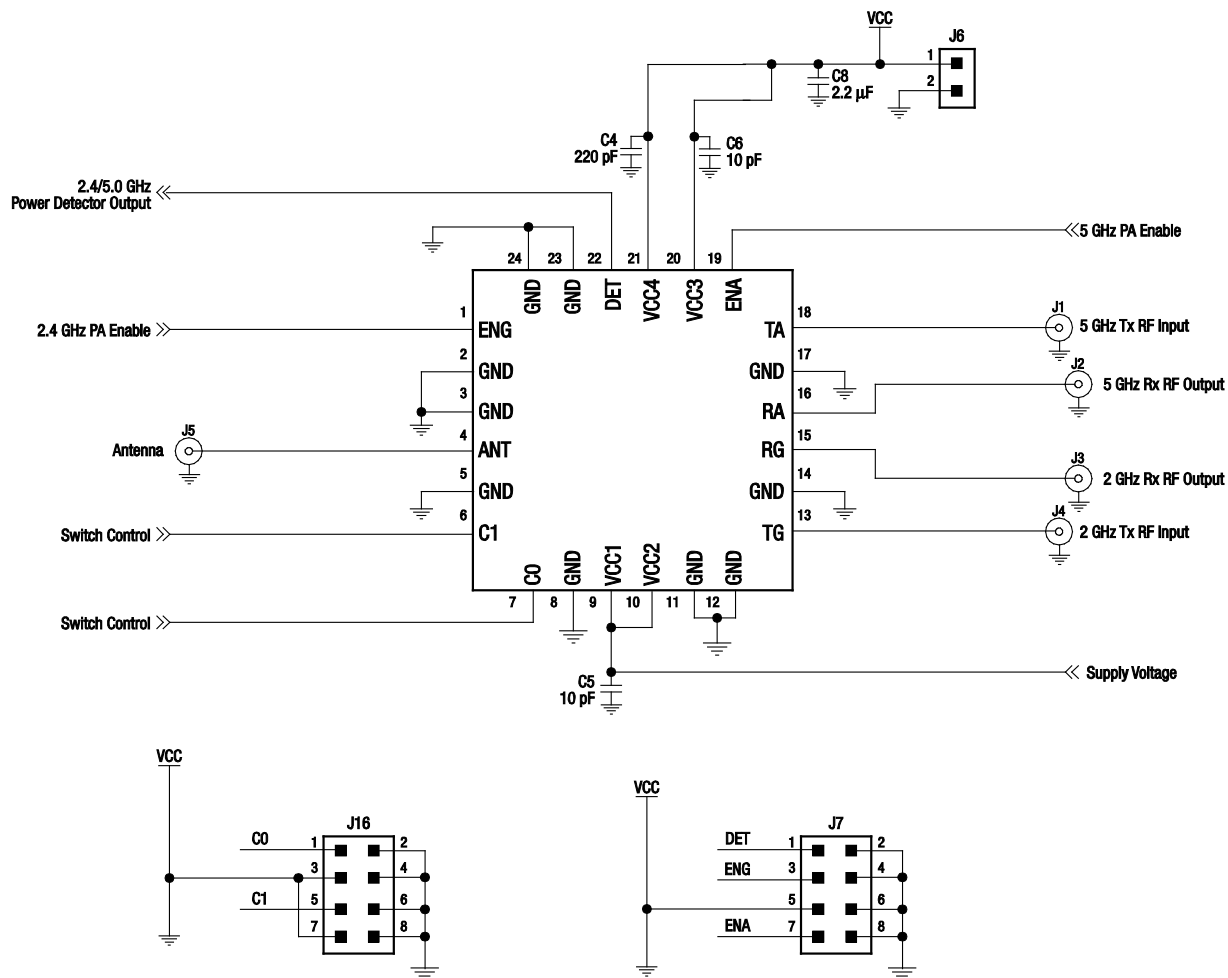 VCC
J6
1
2
C8
2.2 µF
C4
220 pF
C6
10 pF
2.4/5.0 GHz
Power Detector Output
5 GHz PA Enable
24 23 22 21 20 19
GND GND DET VCC4 VCC3 ENA
2.4 GHz PA Enable
1
ENG
2
GND
3
GND
Antenna
J5
4
ANT
5
GND
Switch Control
6
C1
18
TA
J1
5 GHz Tx RF Input
17
GND
16
RA
J2
5 GHz Rx RF Output
15
RG
J3
2 GHz Rx RF Output
14
GND
13
TG
J4
2 GHz Tx RF Input
C0 GND VCC1 VCC2 GND GND
7 8 9 10 11 12
Switch Control
C5
10 pF
Supply Voltage
VCC
J16
C0
1
2
3
4
C1
5
6
7
8
VCC
J7
DET
1
2
ENG
3
4
5
6
ENA
7
8